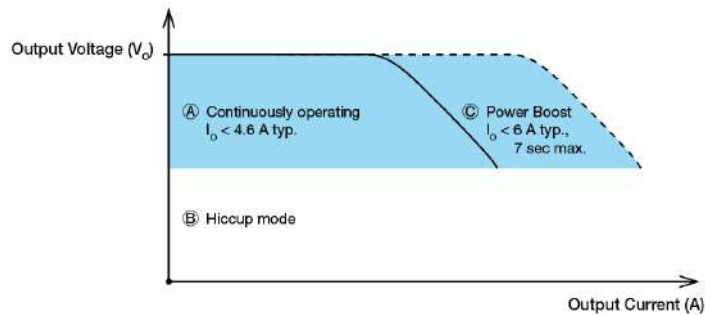 Output Voltage (Vo)
Ⓐ Continuously operating
Io < 4.6 A typ.
Ⓒ Power Boost
Io < 6 A typ.,
7 sec max.
Ⓑ Hiccup mode
Output Current (A)